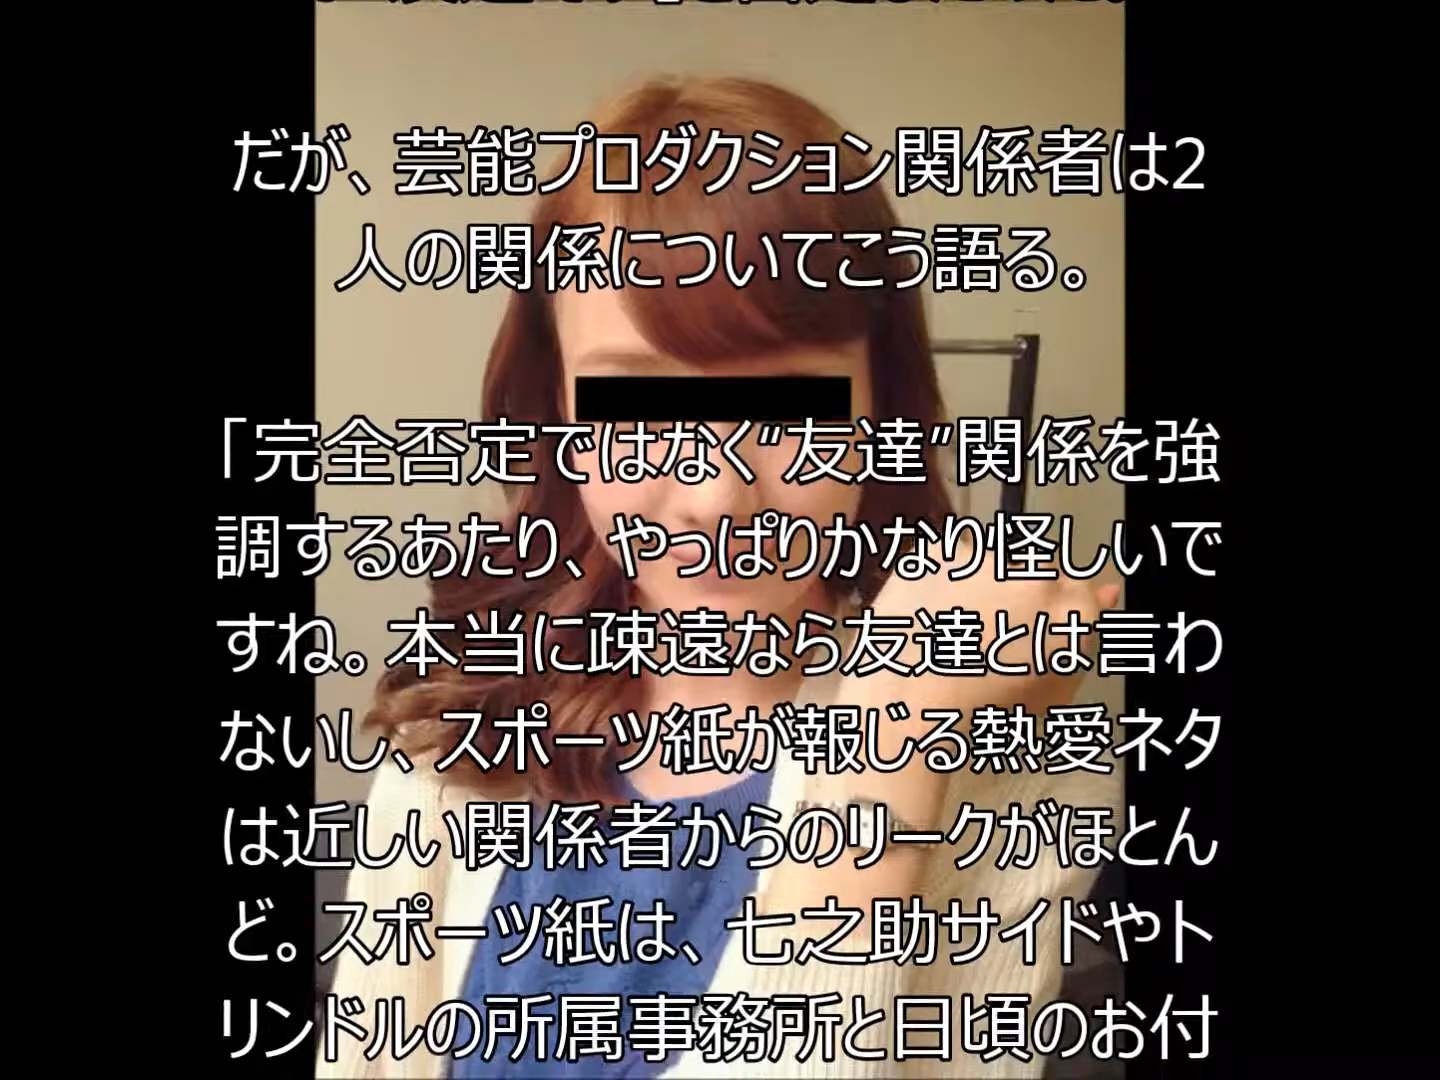 だが、芸能プロダクション関係者は2
人の関係についてこう語る。
「完全否定ではなく“友達”関係を強
調するあたり、やっぱりかなり怪しいで
すね。本当に疎遠なら友達とは言わ
ないし、スポーツ紙が報じる熱愛ネタ
は近しい関係者からのリークがほとん
ど。スポーツ紙は、七之助サイドやト
リンドルの所属事務所と日頃のお付